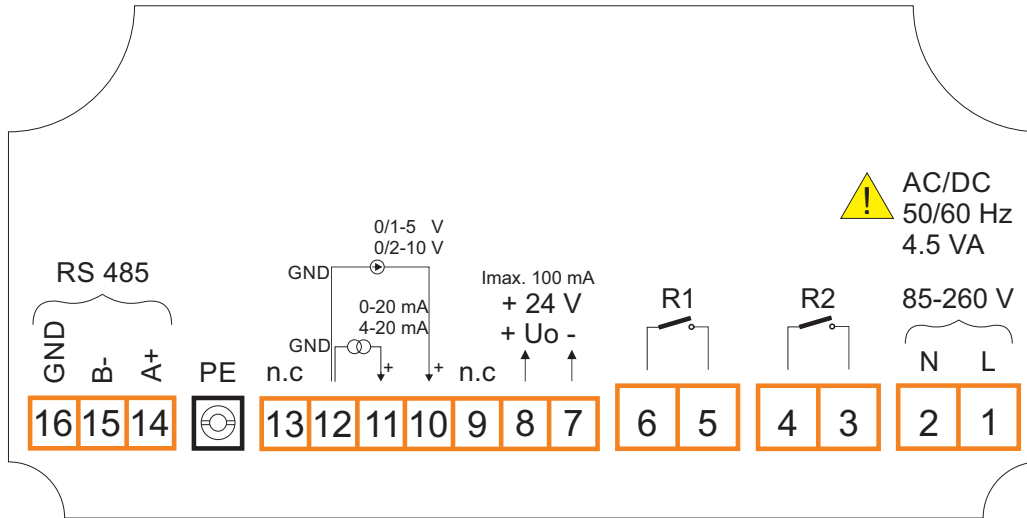 AC/DC
50/60 Hz
4.5 VA
0/1-5 V
0/2-10 V
GND
RS 485
Imax. 100 mA
0-20 mA
4-20 mA
+ 24 V
R1
R2
85-260 V
GND
+ Uo -
GND
B-
A+
PE
n.c
+
+
n.c
N
L
16 15 14
13 12 11 10 9 8 7
6 5
4 3
2 1
!